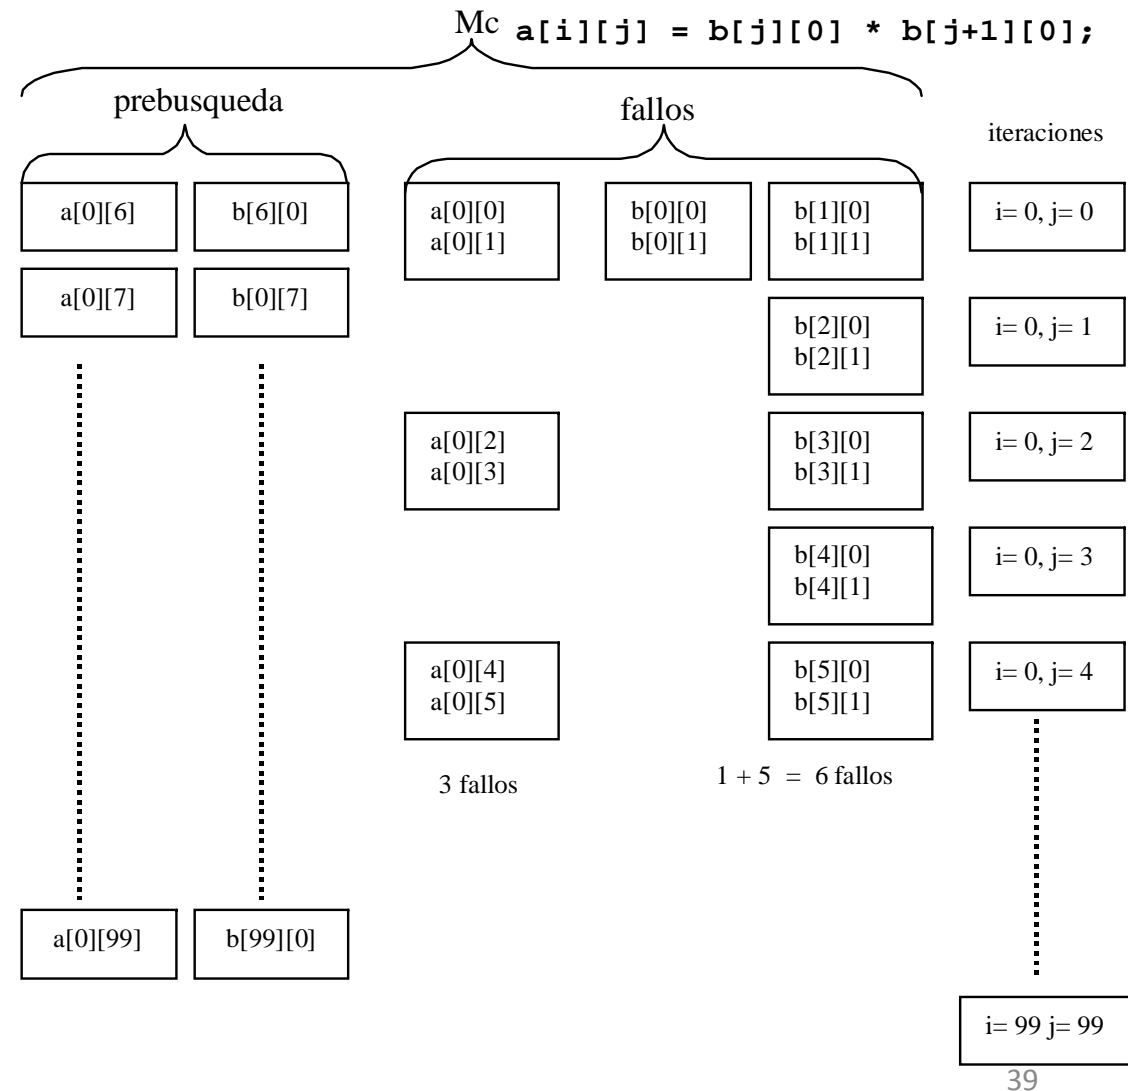 Mc a[i][j] = b[j][0] * b[j+1][0];
prebusqueda
fallos
iteraciones
a[0][6]
b[6][0]
a[0][0]
a[0][1]
b[0][0]
b[0][1]
b[1][0]
b[1][1]
i= 0, j= 0
a[0][7]
b[0][7]
b[2][0]
b[2][1]
i= 0, j= 1
a[0][2]
a[0][3]
b[3][0]
b[3][1]
i= 0, j= 2
b[4][0]
b[4][1]
i= 0, j= 3
a[0][4]
a[0][5]
b[5][0]
b[5][1]
i= 0, j= 4
3 fallos
1 + 5 = 6 fallos
a[0][99]
b[99][0]
i= 99 j= 99
39